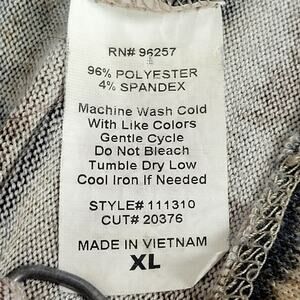 RN# 96257
96% POLYESTER
4% SPANDEX
Machine Wash Cold
With Like Colors
Gentle Cycle
Do Not Bleach
Tumble Dry Low
Cool Iron If Needed
STYLE# 111310
CUT# 20376
MADE IN VIETNAM
XL